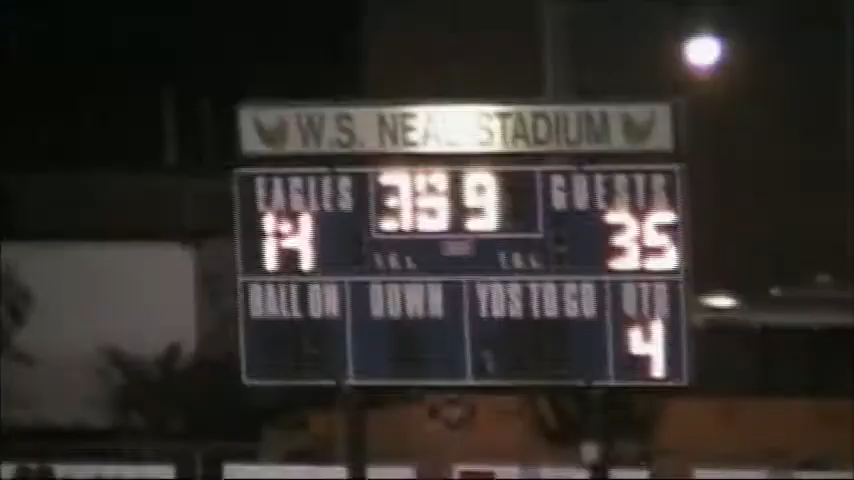 W.S. NEAL STADIUM
EAGLES 3:59 GUESTS
14 35
T.O.L. T.O.L.
BALL ON DOWN YDS TO GO QTR
4